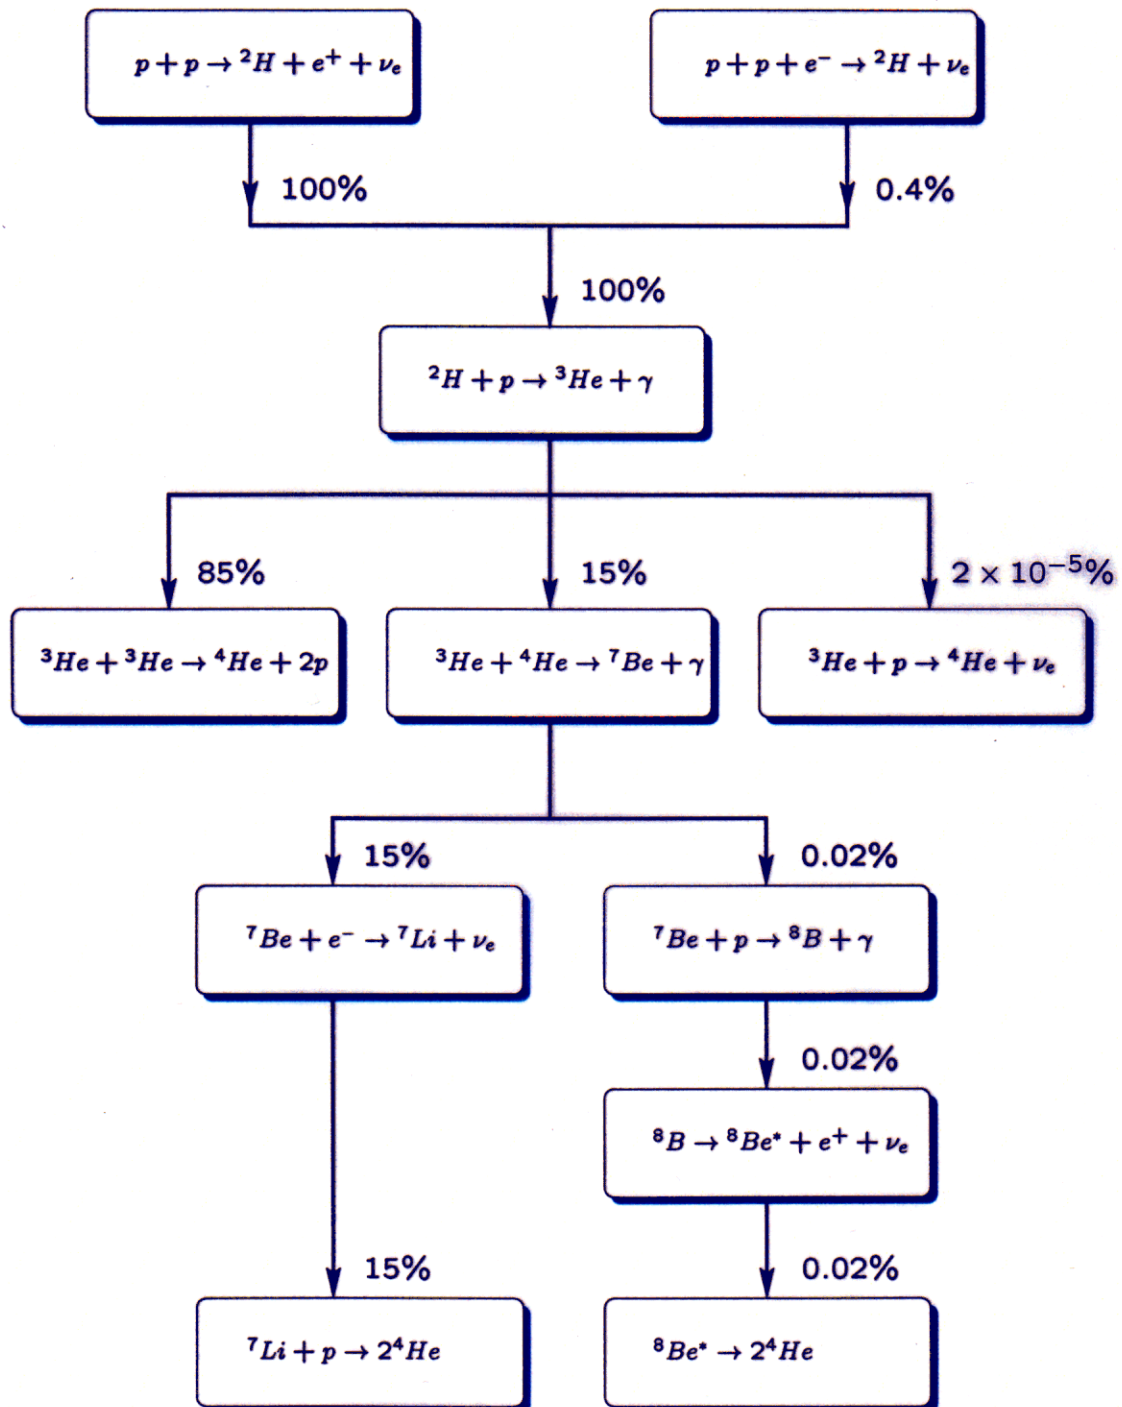 p + p → ²H + e⁺ + νₑ
p + p + e⁻ → ²H + νₑ
100%
0.4%
100%
²H + p → ³He + γ
85%
15%
2 × 10⁻⁵%
³He + ³He → ⁴He + 2p
³He + ⁴He → ⁷Be + γ
³He + p → ⁴He + νₑ
15%
0.02%
⁷Be + e⁻ → ⁷Li + νₑ
⁷Be + p → ⁸B + γ
0.02%
⁸B → ⁸Be* + e⁺ + νₑ
15%
0.02%
⁷Li + p → 2⁴He
⁸Be* → 2⁴He